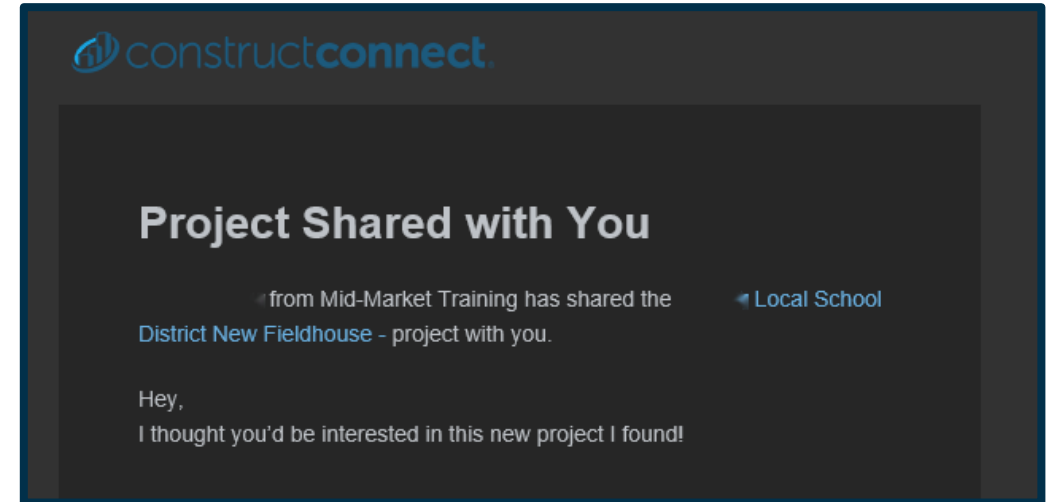 constructconnect.
Project Shared with You
from Mid-Market Training has shared the Local School
District New Fieldhouse - project with you.
Hey,
I thought you'd be interested in this new project I found!